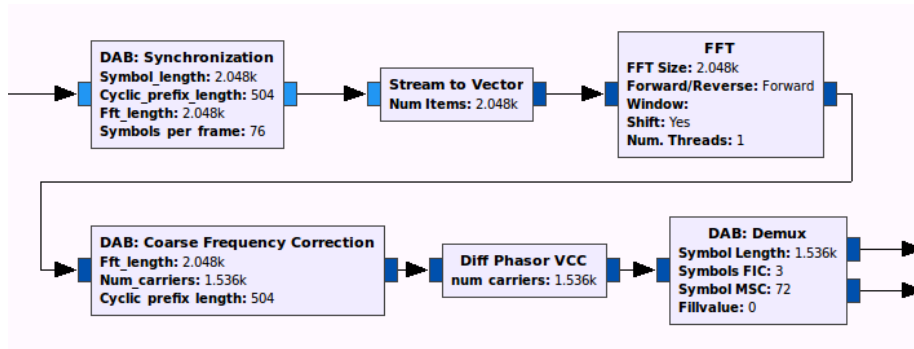 DAB: Synchronization
Symbol_length: 2.048k
Cyclic_prefix_length: 504
Fft_length: 2.048k
Symbols per frame: 76
Stream to Vector
Num Items: 2.048k
FFT
FFT Size: 2.048k
Forward/Reverse: Forward
Window:
Shift: Yes
Num. Threads: 1
DAB: Coarse Frequency Correction
Fft_length: 2.048k
Num_carriers: 1.536k
Cyclic prefix length: 504
Diff Phasor VCC
num carriers: 1.536k
DAB: Demux
Symbol Length: 1.536k
Symbols FIC: 3
Symbol MSC: 72
Fillvalue: 0